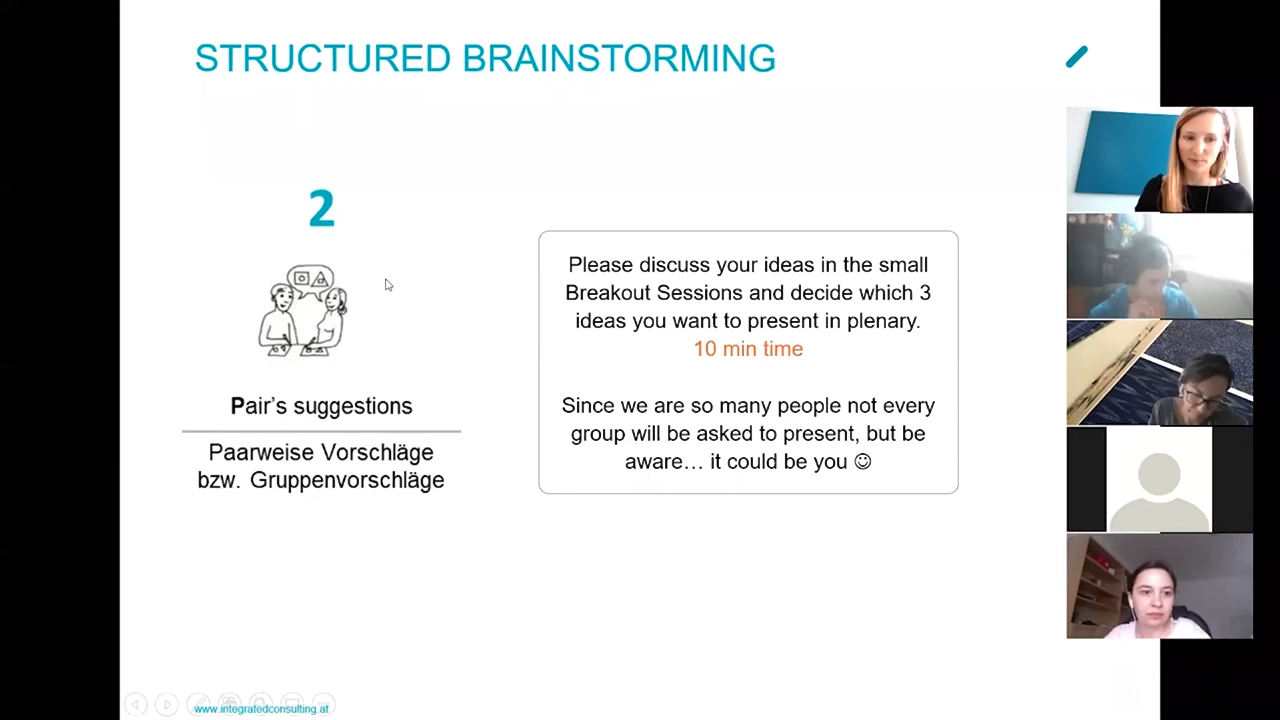 STRUCTURED BRAINSTORMING
2
Pair's suggestions
Paarweise Vorschläge
bzw. Gruppenvorschläge
Please discuss your ideas in the small
Breakout Sessions and decide which 3
ideas you want to present in plenary.
10 min time
Since we are so many people not every
group will be asked to present, but be
aware… it could be you ☺
www.integratedconsulting.at